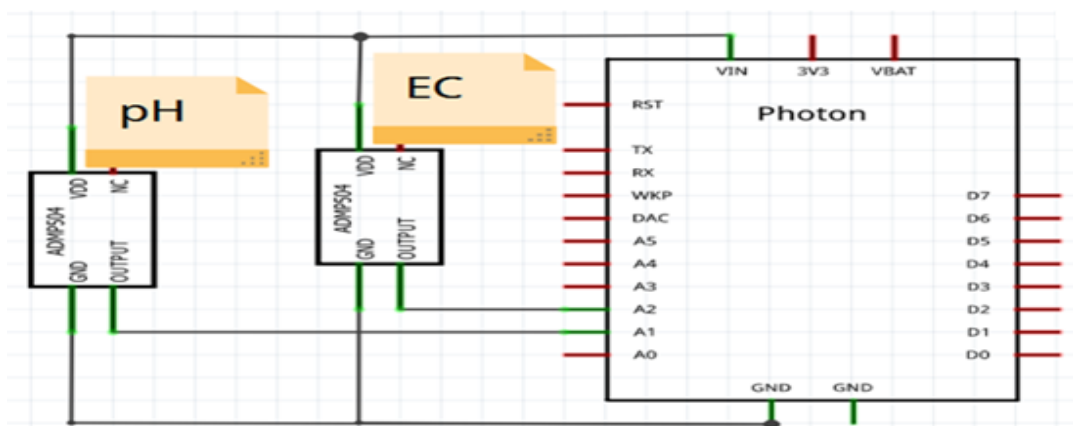 pH
VDD
NC
ADMP504
GND
OUTPUT
EC
VDD
NC
ADMP504
GND
OUTPUT
VIN
3V3
VBAT
Photon
RST
TX
RX
WKP
DAC
A5
A4
A3
A2
A1
A0
D7
D6
D5
D4
D3
D2
D1
D0
GND
GND